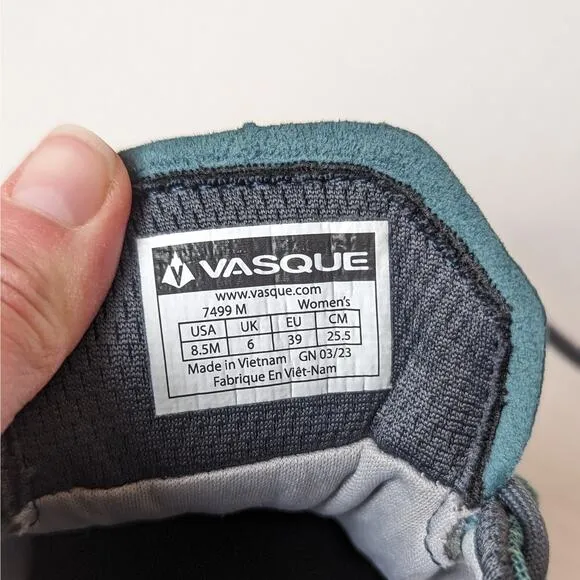 VASQUE
www.vasque.com
7499 M Women's
USA UK EU CM
8.5M 6 39 25.5
Made in Vietnam GN 03/23
Fabrique En Viêt-Nam